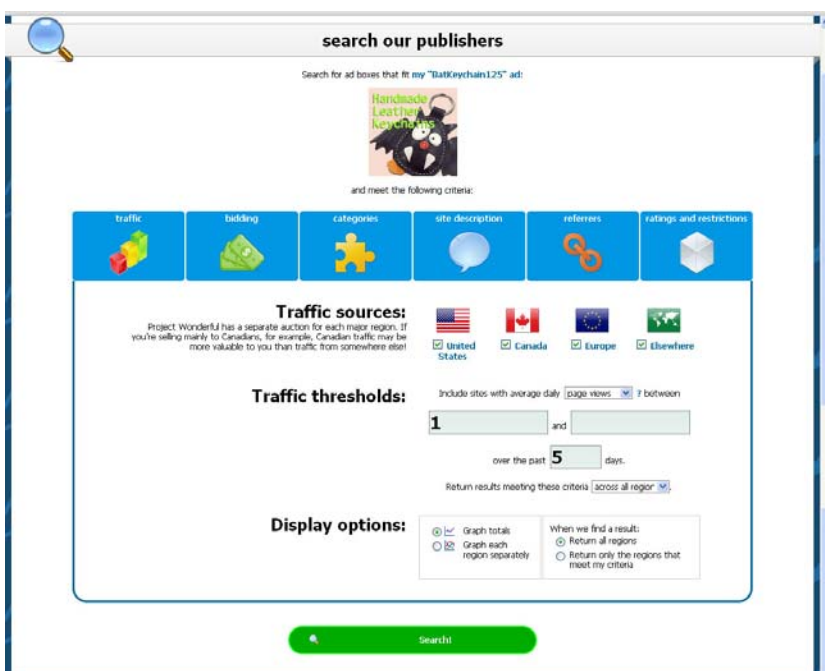 search our publishers
Search for ad boxes that fit my "BatKeychain125" ad:
Handmade
Leather
Keychains
and meet the following criteria:
traffic
bidding
categories
site description
referrers
ratings and restrictions
Traffic sources:
Project Wonderful has a separate auction for each major region. If
you're selling mainly to Canadians, for example, Canadian traffic may be
more valuable to you than traffic from somewhere else!
United
States
Canada
Europe
Elsewhere
Traffic thresholds:
Include sites with average daily page views ? between
1 and
over the past 5 days.
Return results meeting these criteria across all region .
Display options:
Graph totals
Graph each
region separately
When we find a result:
Return all regions
Return only the regions that
meet my criteria
Search!